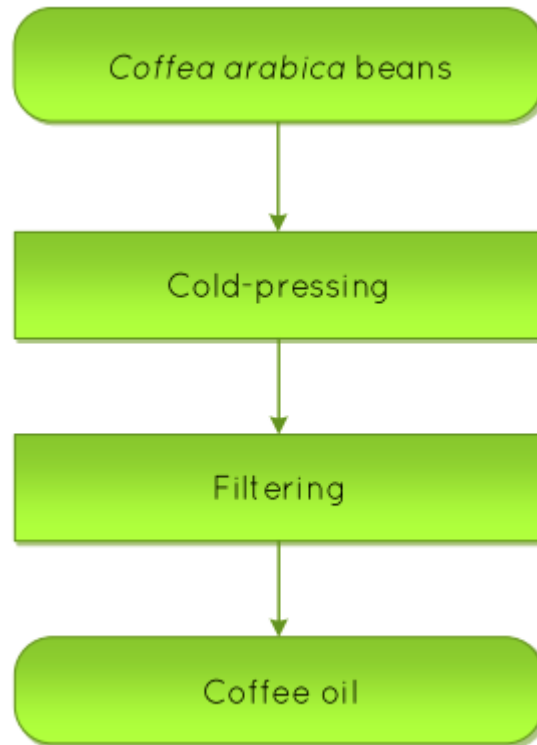 Coffea arabica beans
Cold-pressing
Filtering
Coffee oil